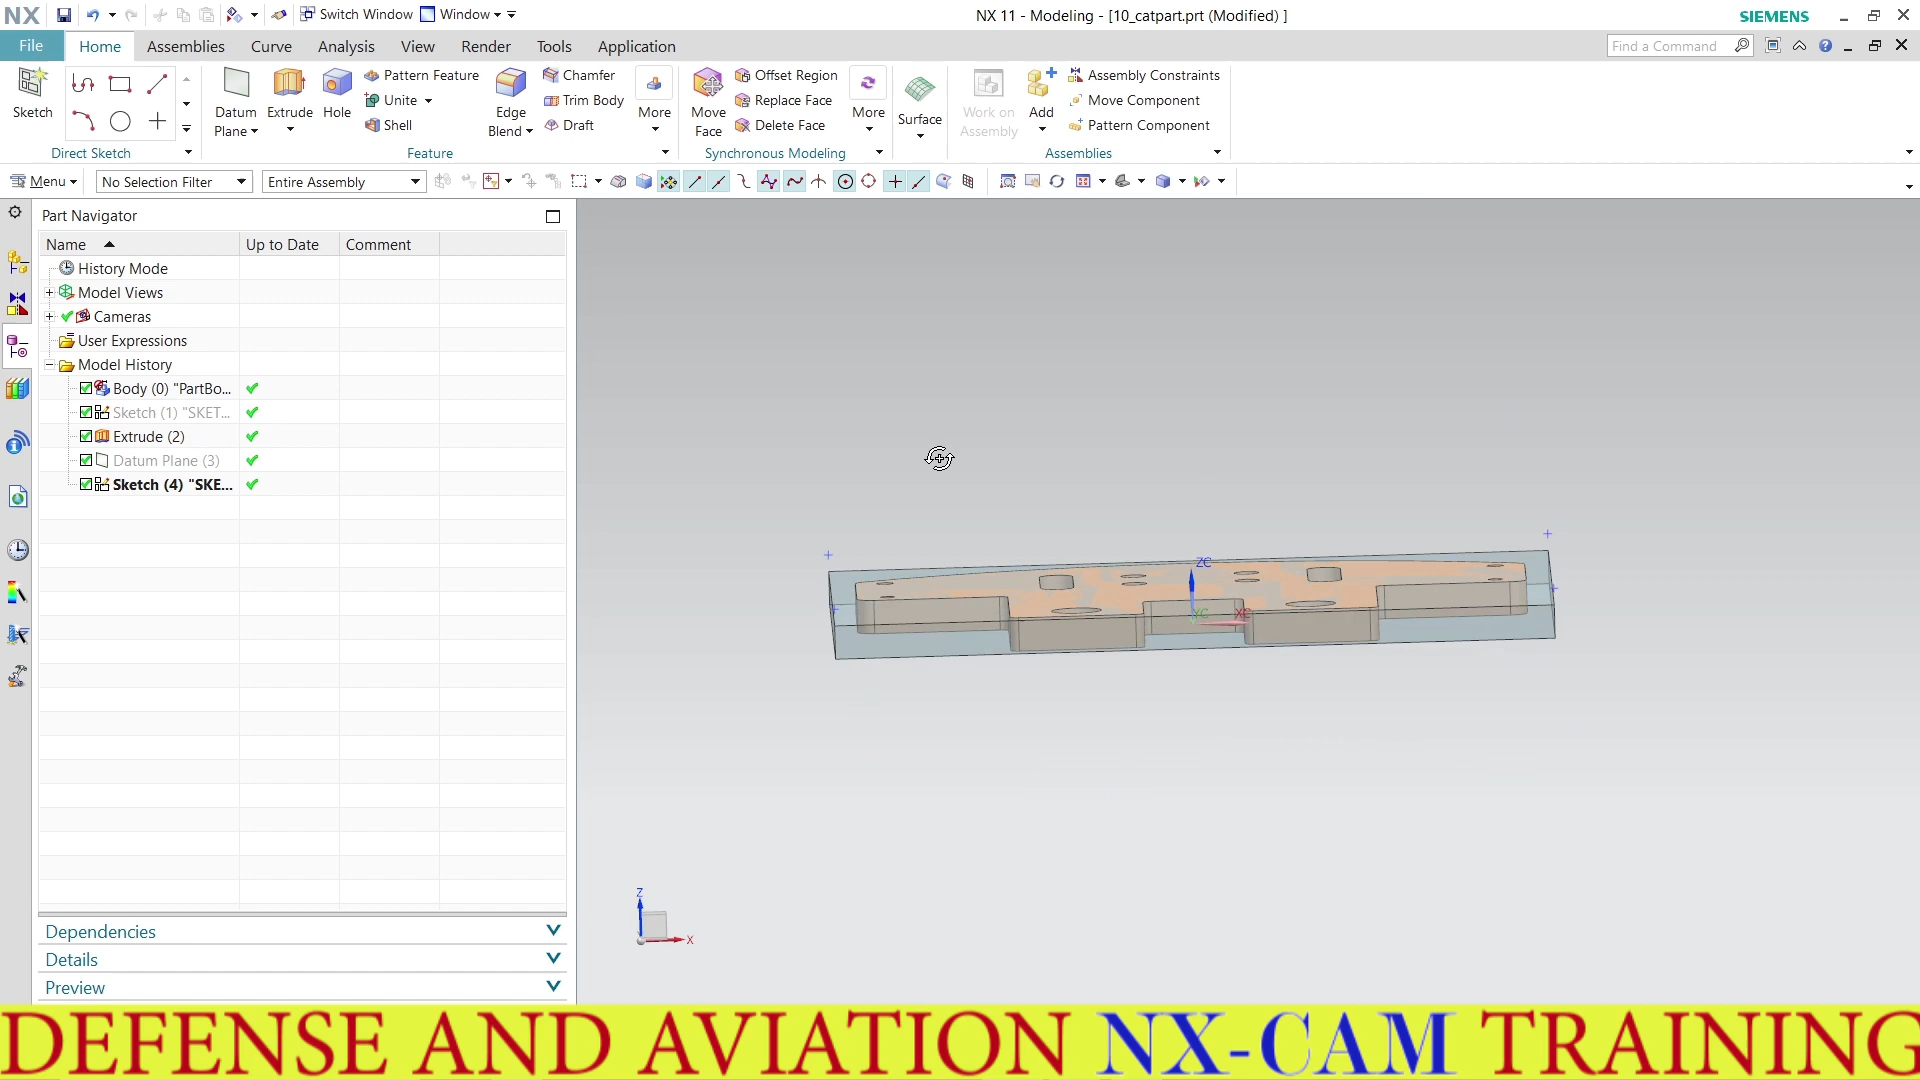 NX
Switch Window
Window
NX 11 - Modeling - [10_catpart.prt (Modified) ]
SIEMENS
File
Home
Assemblies
Curve
Analysis
View
Render
Tools
Application
Find a Command
Sketch
Direct Sketch
Datum
Plane
Extrude
Hole
Pattern Feature
Unite
Shell
Edge
Blend
Chamfer
Trim Body
Draft
More
Feature
Move
Face
Offset Region
Replace Face
Delete Face
More
Synchronous Modeling
Surface
Work on
Assembly
Add
Assembly Constraints
Move Component
Pattern Component
Assemblies
Menu
No Selection Filter
Entire Assembly
Part Navigator
Name
Up to Date
Comment
History Mode
Model Views
Cameras
User Expressions
Model History
Body (0) "PartBo...
Sketch (1) "SKET...
Extrude (2)
Datum Plane (3)
Sketch (4) "SKE...
Dependencies
Details
Preview
ZC
YC
XC
Z
X
DEFENSE AND AVIATION NX-CAM TRAINING